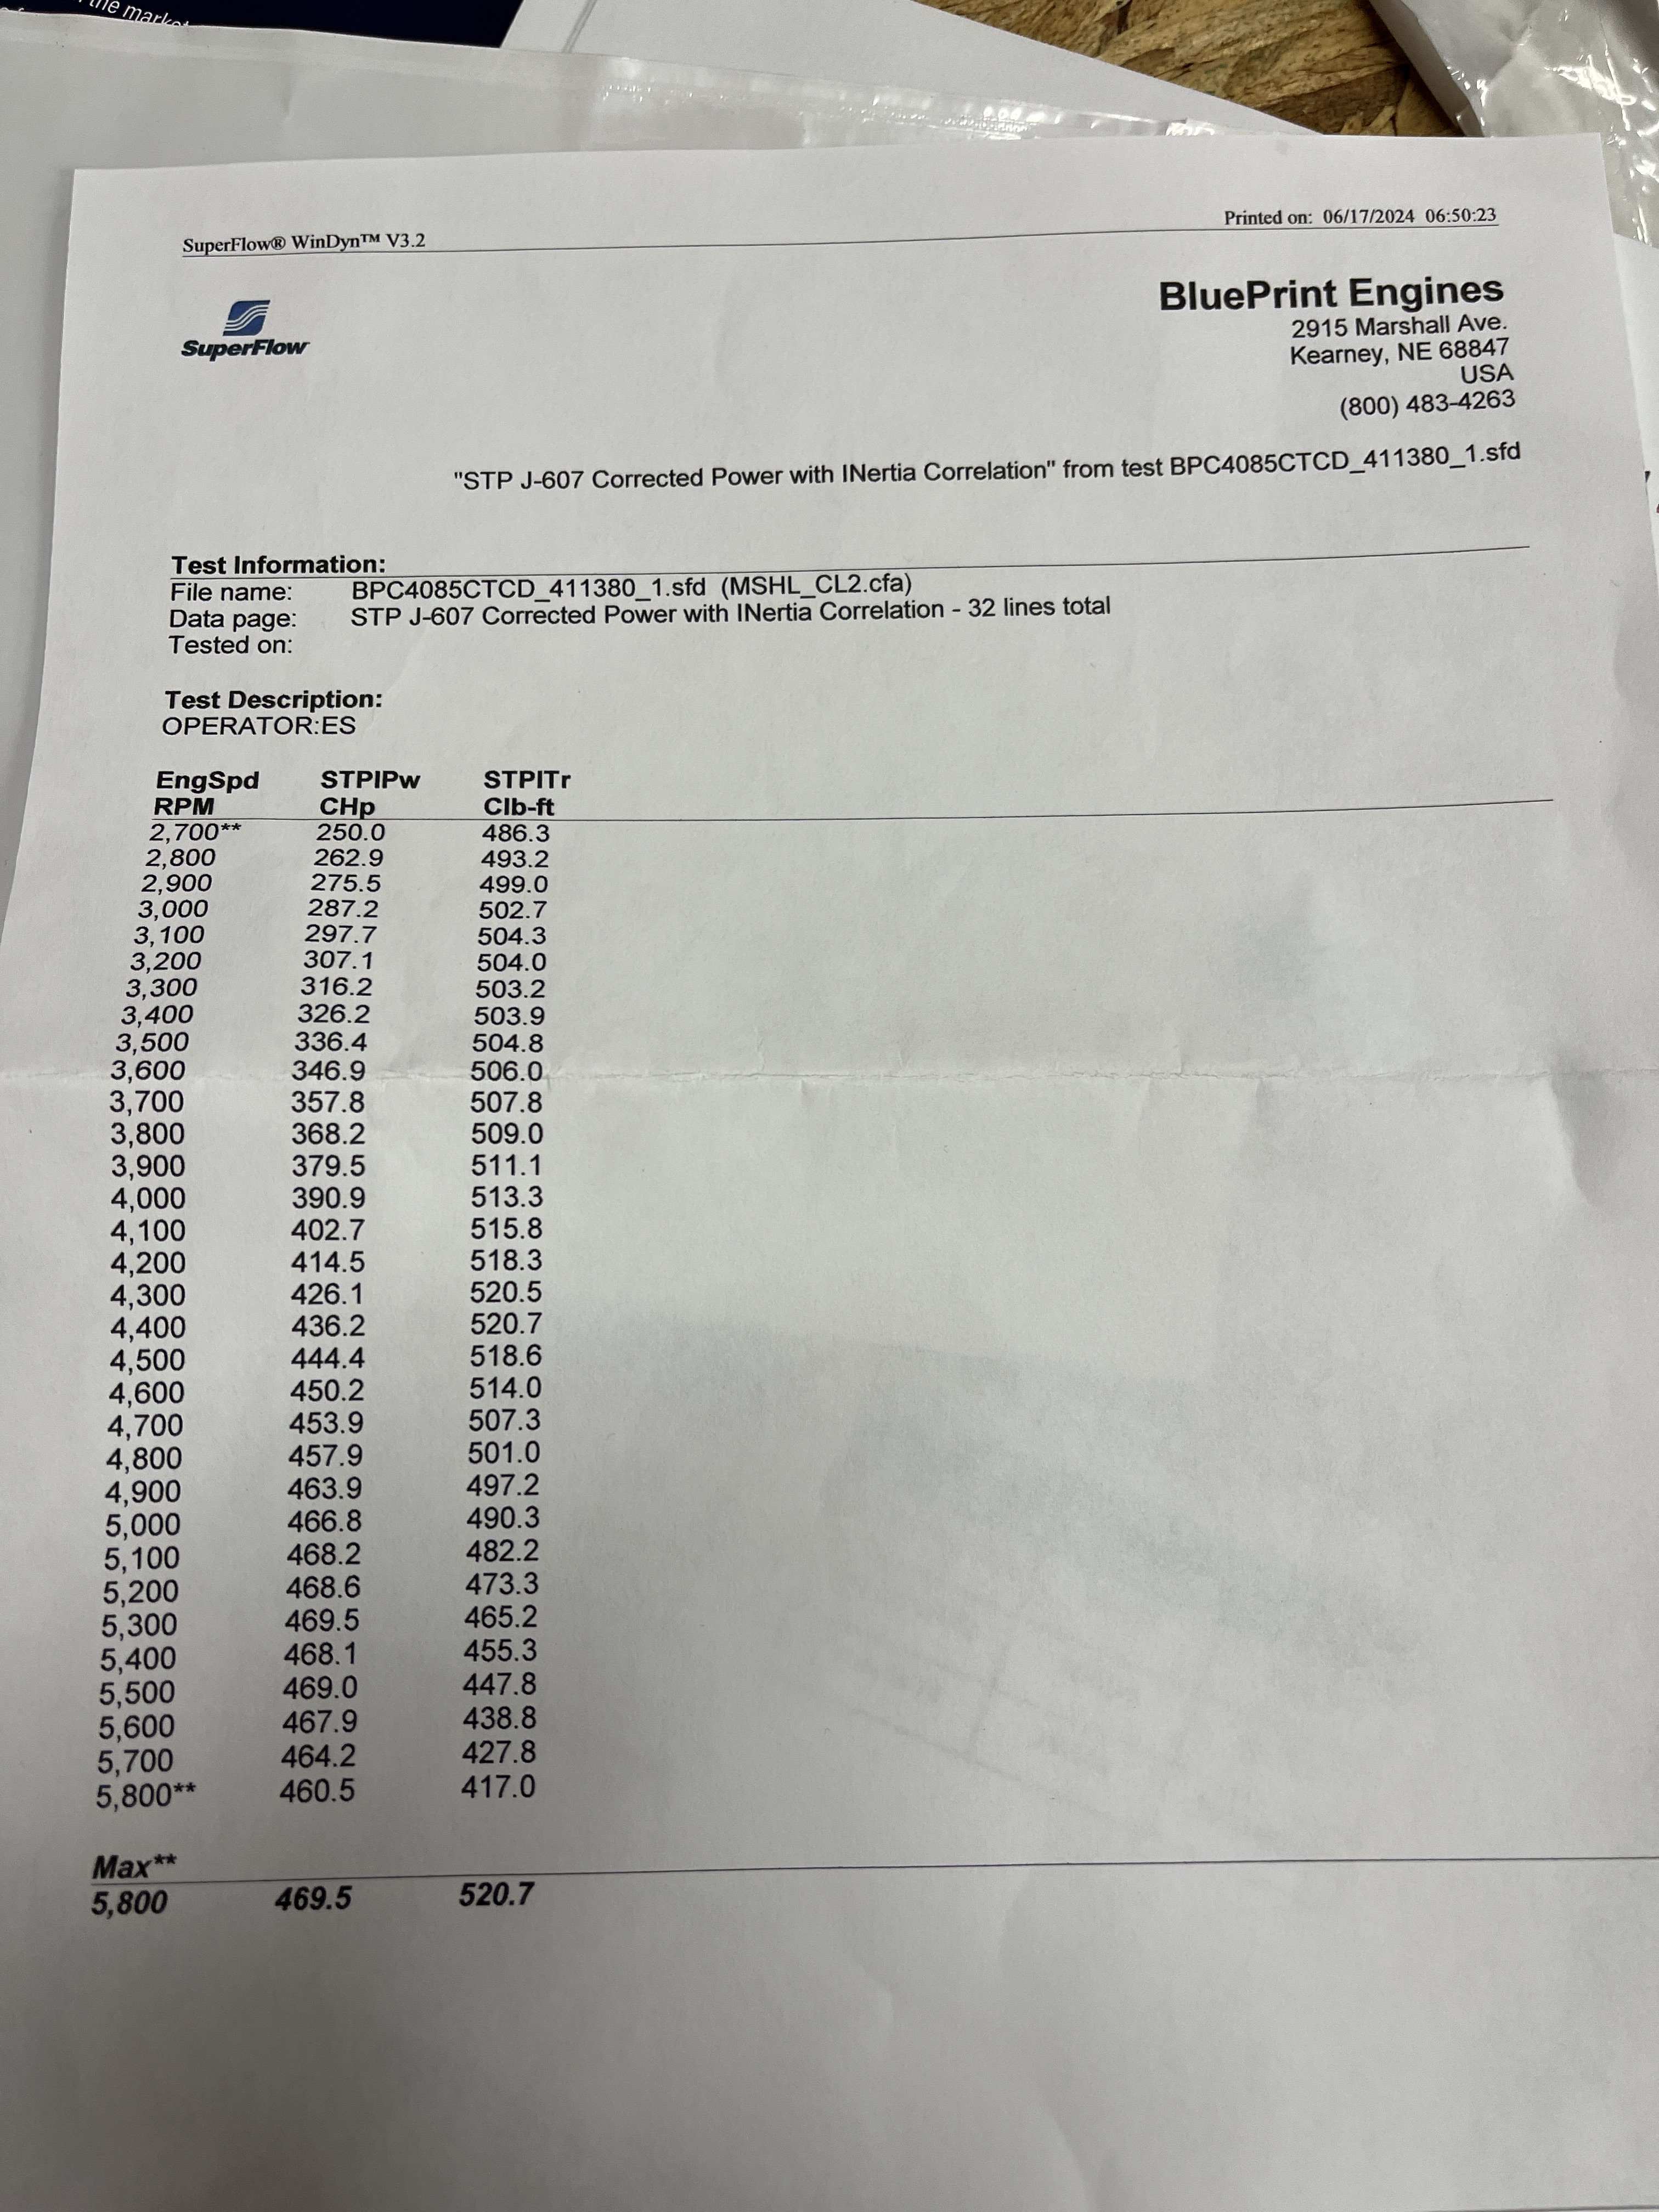 the market
SuperFlow® WinDyn™ V3.2
Printed on: 06/17/2024 06:50:23
SuperFlow
BluePrint Engines
2915 Marshall Ave.
Kearney, NE 68847
USA
(800) 483-4263
"STP J-607 Corrected Power with INertia Correlation" from test BPC4085CTCD_411380_1.sfd
Test Information:
File name: BPC4085CTCD_411380_1.sfd (MSHL_CL2.cfa)
Data page: STP J-607 Corrected Power with INertia Correlation - 32 lines total
Tested on:
Test Description:
OPERATOR:ES
EngSpd STPIPw STPITr
RPM CHp Clb-ft
2,700** 250.0 486.3
2,800 262.9 493.2
2,900 275.5 499.0
3,000 287.2 502.7
3,100 297.7 504.3
3,200 307.1 504.0
3,300 316.2 503.2
3,400 326.2 503.9
3,500 336.4 504.8
3,600 346.9 506.0
3,700 357.8 507.8
3,800 368.2 509.0
3,900 379.5 511.1
4,000 390.9 513.3
4,100 402.7 515.8
4,200 414.5 518.3
4,300 426.1 520.5
4,400 436.2 520.7
4,500 444.4 518.6
4,600 450.2 514.0
4,700 453.9 507.3
4,800 457.9 501.0
4,900 463.9 497.2
5,000 466.8 490.3
5,100 468.2 482.2
5,200 468.6 473.3
5,300 469.5 465.2
5,400 468.1 455.3
5,500 469.0 447.8
5,600 467.9 438.8
5,700 464.2 427.8
5,800** 460.5 417.0
Max**
5,800 469.5 520.7